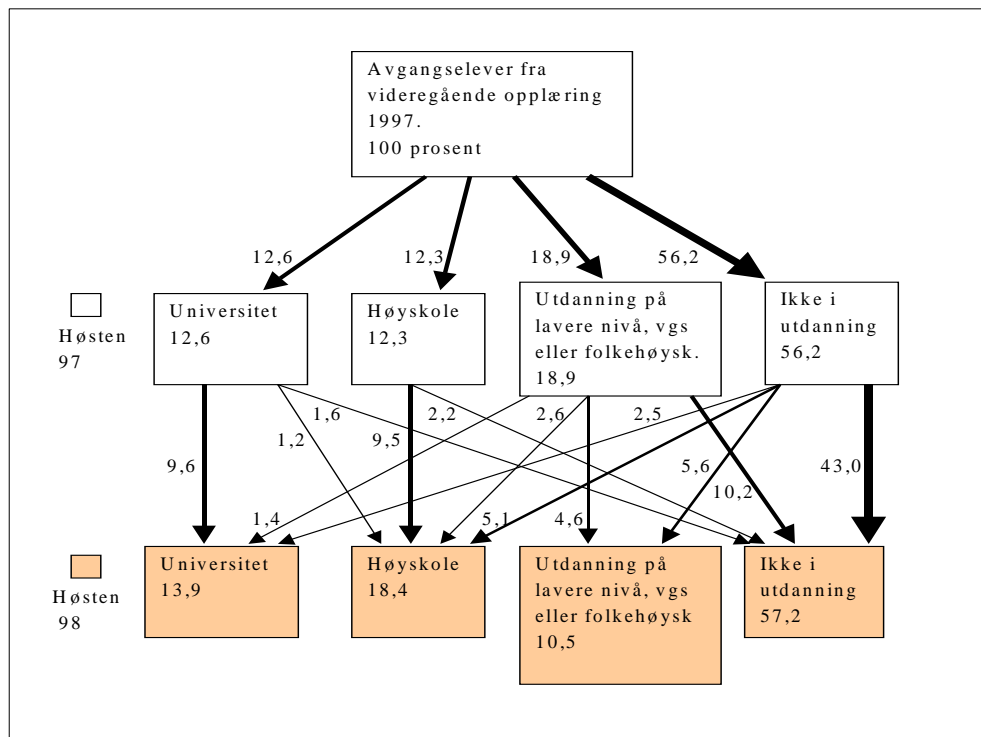 Avgangselever fra
videregående opplæring
1997.
100 prosent
12,6
12,3
18,9
56,2
Høsten
97
Universitet
12,6
Høyskole
12,3
Utdanning på
lavere nivå, vgs
eller folkehøysk.
18,9
Ikke i
utdanning
56,2
1,6
2,2
2,6
2,5
1,2
9,5
9,6
5,6
43,0
10,2
1,4
5,1
4,6
Høsten
98
Universitet
13,9
Høyskole
18,4
Utdanning på
lavere nivå, vgs
eller folkehøysk
10,5
Ikke i
utdanning
57,2